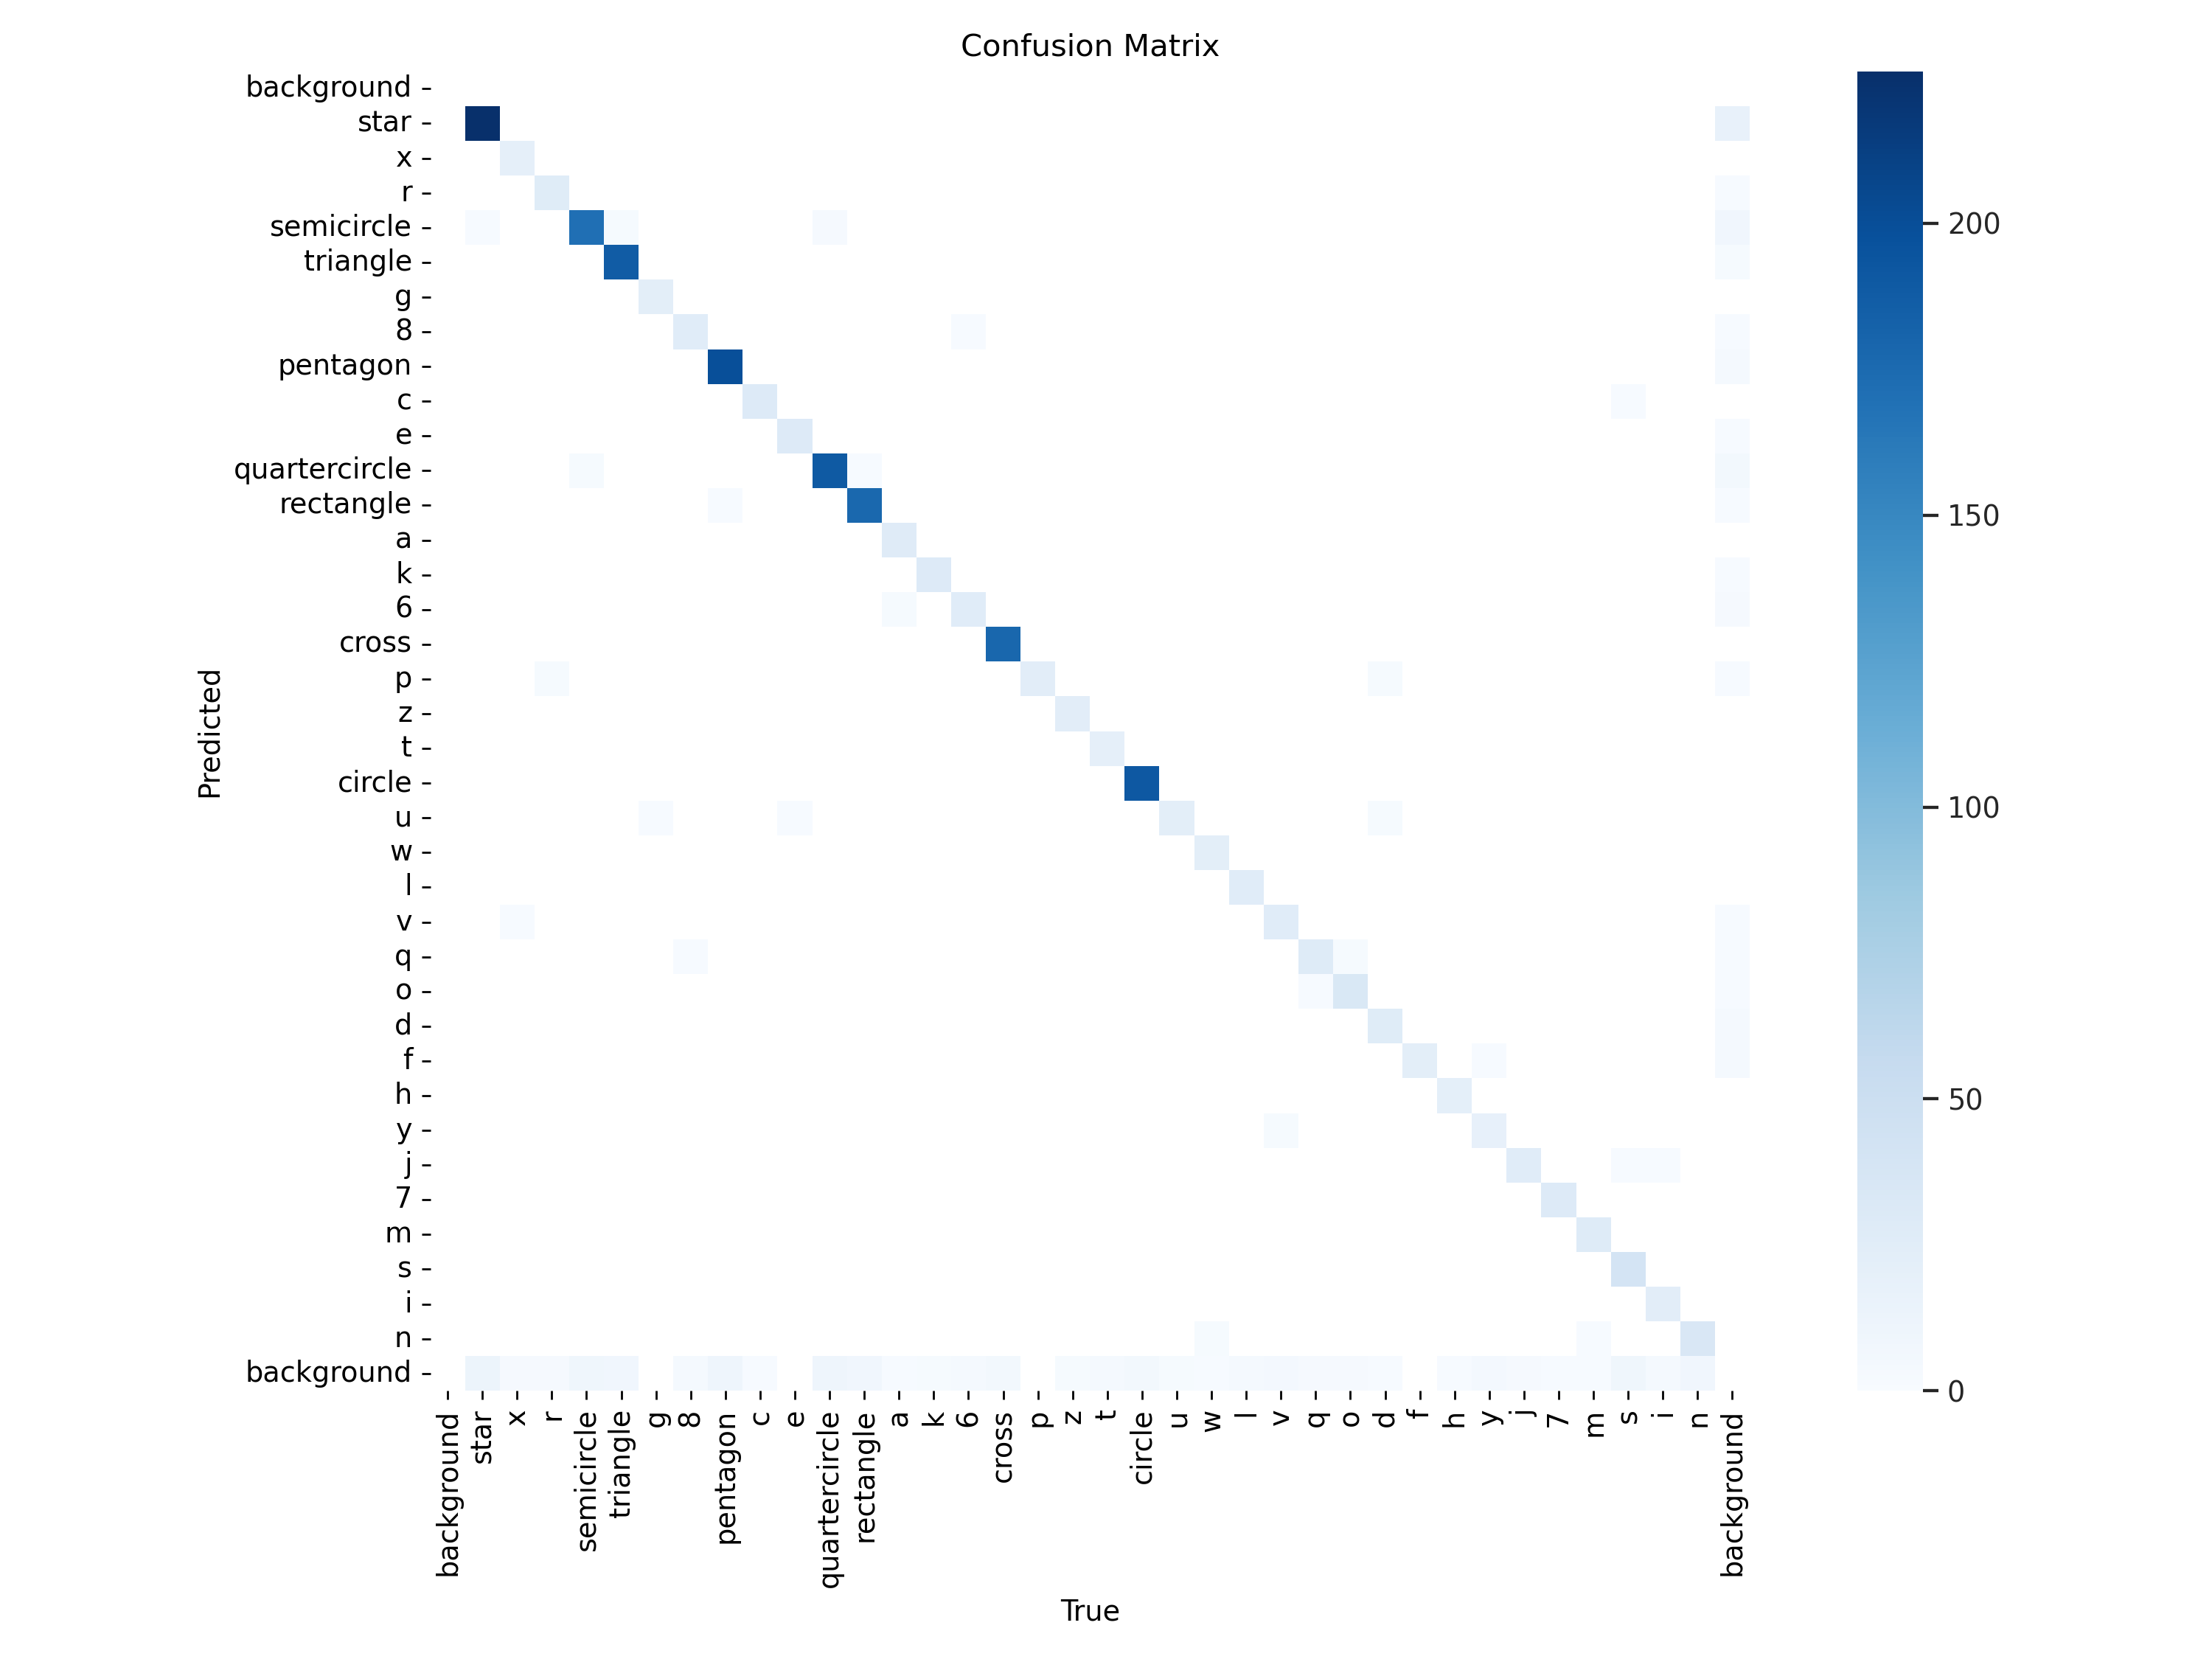 Confusion Matrix
background
star
x
r
semicircle
triangle
g
8
pentagon
c
e
quartercircle
rectangle
a
k
6
cross
p
z
t
circle
u
w
l
v
q
o
d
f
h
y
j
7
m
s
i
n
background
Predicted
background
star
x
r
semicircle
triangle
g
8
pentagon
c
e
quartercircle
rectangle
a
k
6
cross
p
z
t
circle
u
w
l
v
q
o
d
f
h
y
j
7
m
s
i
n
background
True
200
150
100
50
0